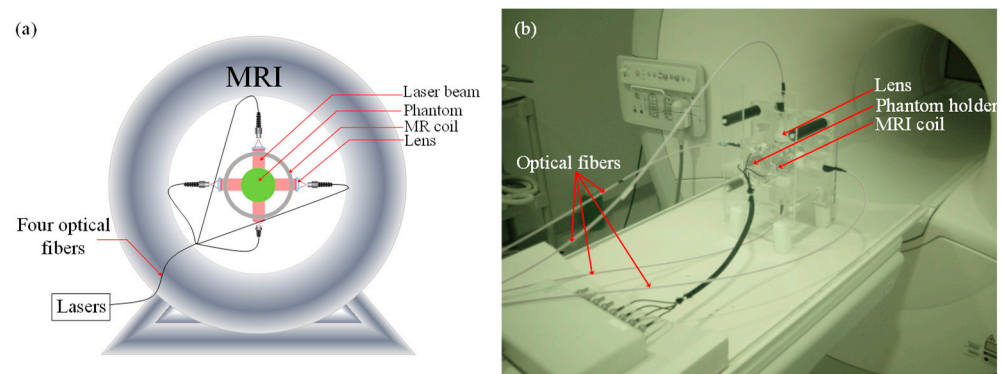 (a)
MRI
Laser beam
Phantom
MR coil
Lens
Four optical
fibers
Lasers
(b)
Lens
Phantom holder
MRI coil
Optical fibers